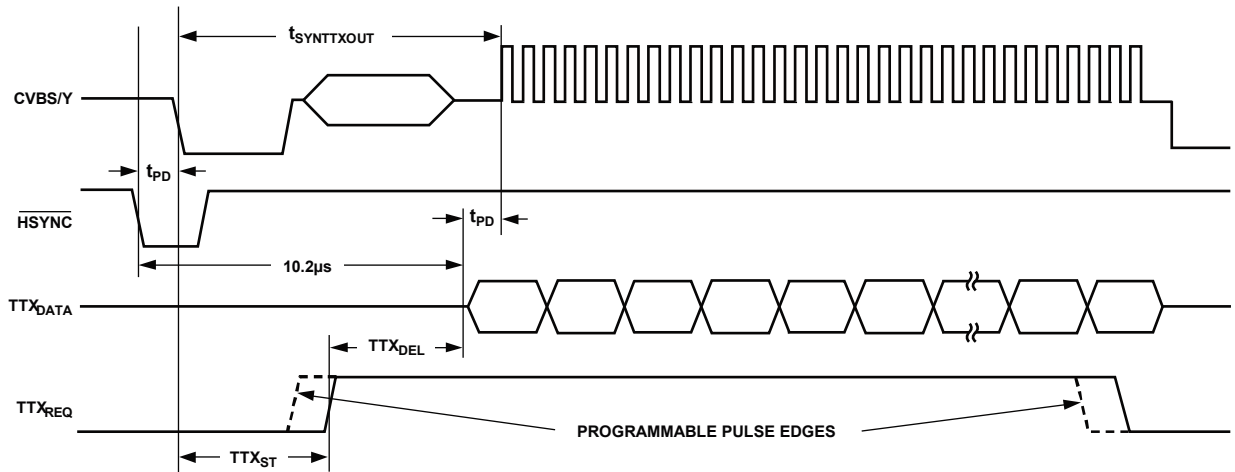 tSYNTTXOUT
CVBS/Y
tPD
HSYNC
tPD
10.2µs
TTXDATA
TTXDEL
TTXREQ
PROGRAMMABLE PULSE EDGES
TTXST